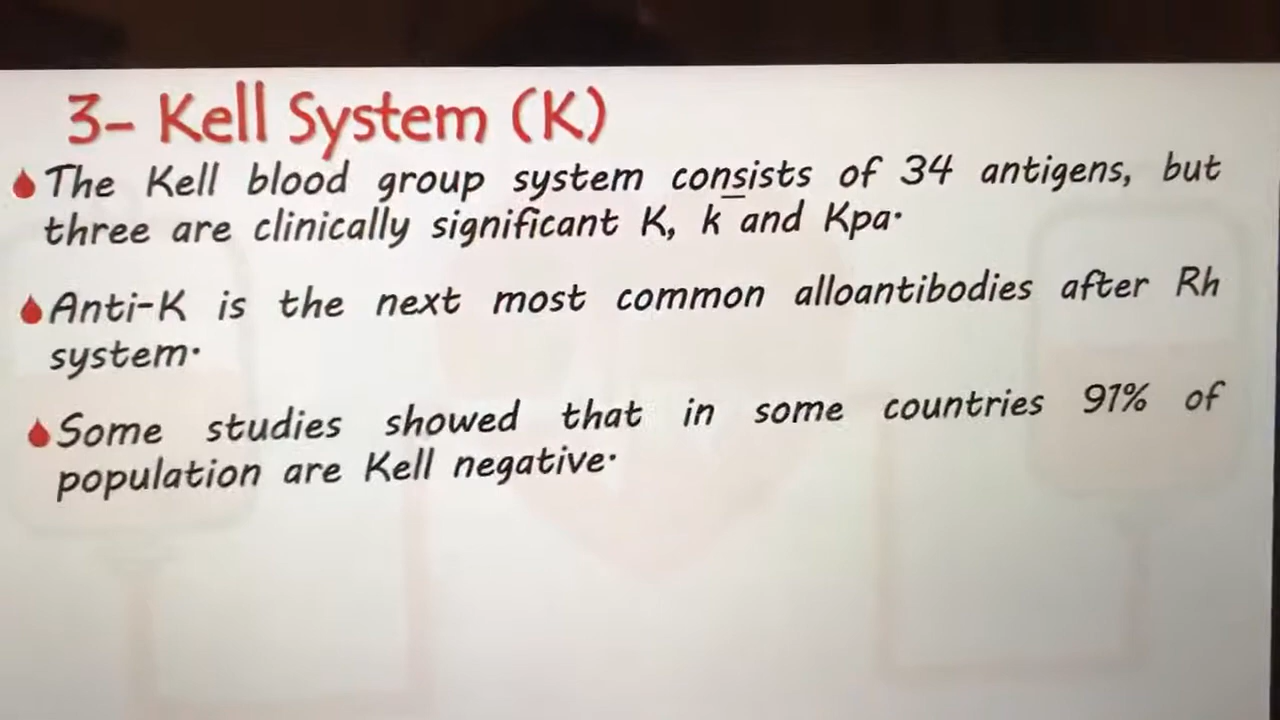 3- Kell System (K)
The Kell blood group system consists of 34 antigens, but
three are clinically significant K, k and Kpa.
Anti-K is the next most common alloantibodies after Rh
system.
Some studies showed that in some countries 91% of
population are Kell negative.